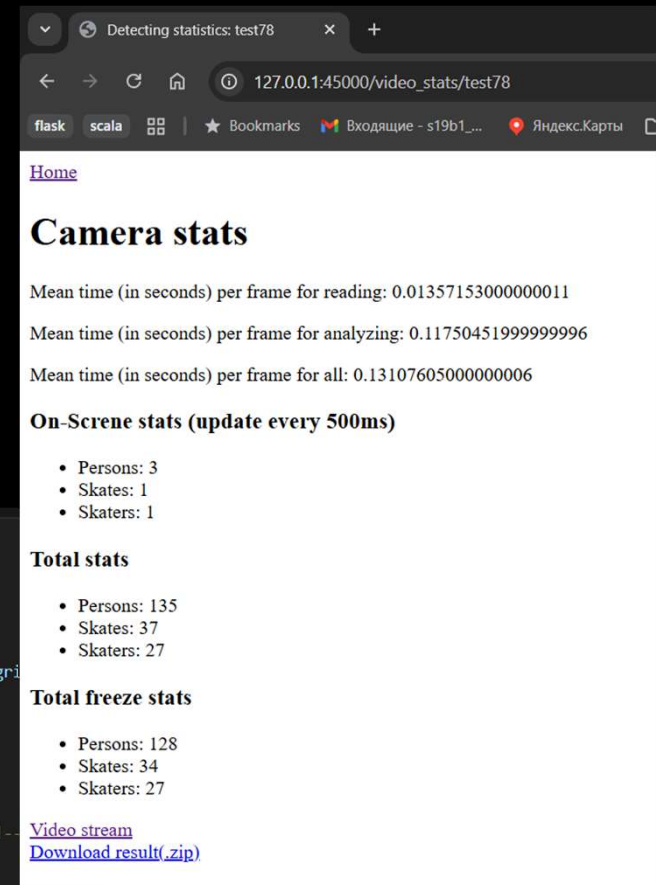 Detecting statistics: test78
127.0.0.1:45000/video_stats/test78
flask scala Bookmarks Входящие - s19b1_... Яндекс.Карты
Home
Camera stats
Mean time (in seconds) per frame for reading: 0.01357153000000011
Mean time (in seconds) per frame for analyzing: 0.11750451999999996
Mean time (in seconds) per frame for all: 0.13107605000000006
On-Screne stats (update every 500ms)
Persons: 3
Skates: 1
Skaters: 1
Total stats
Persons: 135
Skates: 37
Skaters: 27
gri
Total freeze stats
Persons: 128
Skates: 34
Skaters: 27
Video stream
Download result(.zip)